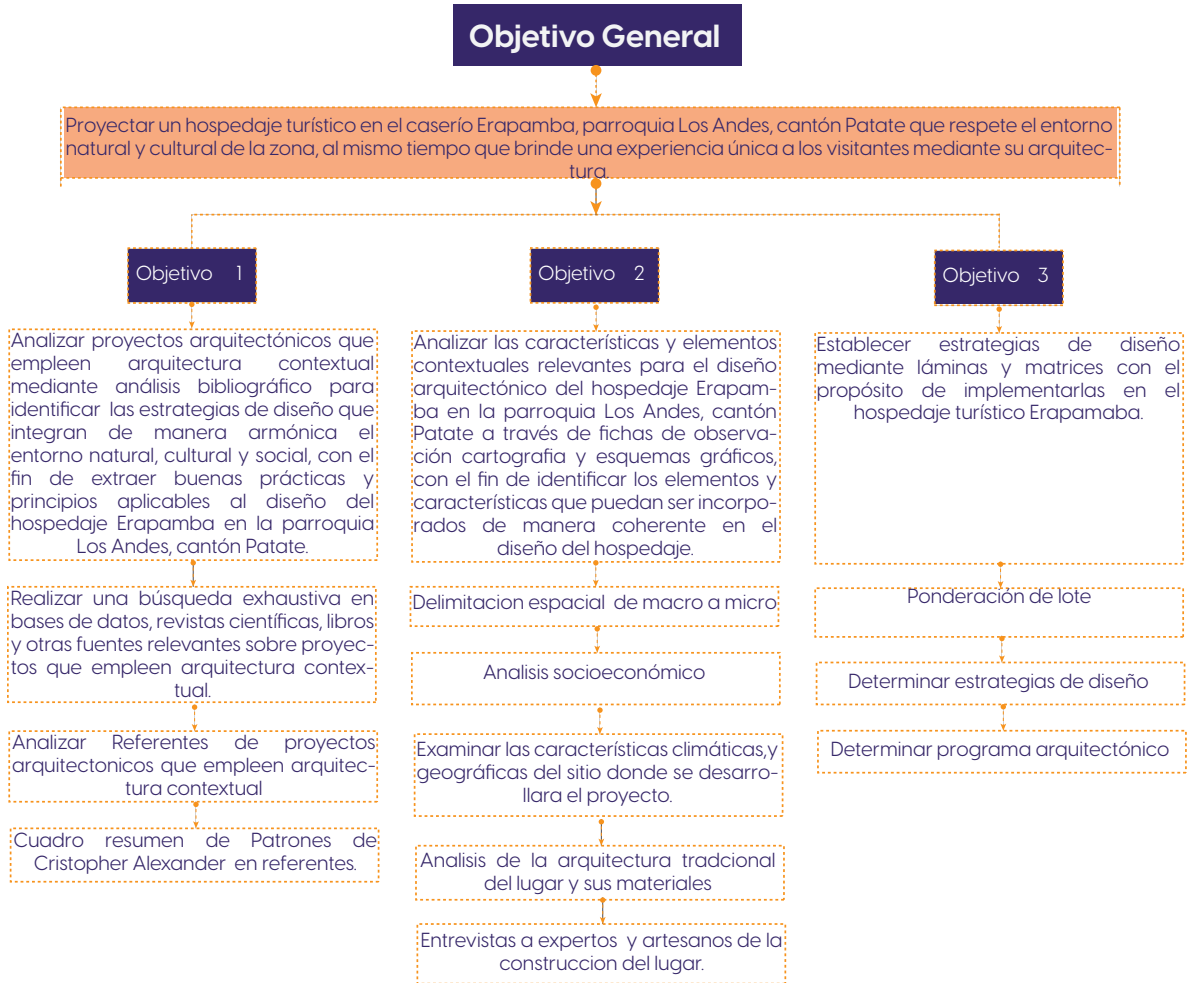 Objetivo General
Proyectar un hospedaje turístico en el caserío Erapamba, parroquia Los Andes, cantón Patate que respete el entorno
natural y cultural de la zona, al mismo tiempo que brinde una experiencia única a los visitantes mediante su arquitec-
tura.
Objetivo 1
Analizar proyectos arquitectónicos que
empleen arquitectura contextual
mediante análisis bibliográfico para
identificar las estrategias de diseño que
integran de manera armónica el
entorno natural, cultural y social, con el
fin de extraer buenas prácticas y
principios aplicables al diseño del
hospedaje Erapamba en la parroquia
Los Andes, cantón Patate.
Realizar una búsqueda exhaustiva en
bases de datos, revistas científicas, libros
y otras fuentes relevantes sobre proyec-
tos que empleen arquitectura contex-
tual.
Analizar Referentes de proyectos
arquitectonicos que empleen arquitec-
tura contextual
Cuadro resumen de Patrones de
Cristopher Alexander en referentes.
Objetivo 2
Analizar las características y elementos
contextuales relevantes para el diseño
arquitectónico del hospedaje Erapam-
ba en la parroquia Los Andes, cantón
Patate a través de fichas de observa-
ción cartografia y esquemas gráficos,
con el fin de identificar los elementos y
características que puedan ser incorpo-
rados de manera coherente en el
diseño del hospedaje.
Delimitacion espacial de macro a micro
Analisis socioeconómico
Examinar las características climáticas,y
geográficas del sitio donde se desarro-
llara el proyecto.
Analisis de la arquitectura tradcional
del lugar y sus materiales
Entrevistas a expertos y artesanos de la
construccion del lugar.
Objetivo 3
Establecer estrategias de diseño
mediante láminas y matrices con el
propósito de implementarlas en el
hospedaje turístico Erapamaba.
Ponderación de lote
Determinar estrategias de diseño
Determinar programa arquitectónico